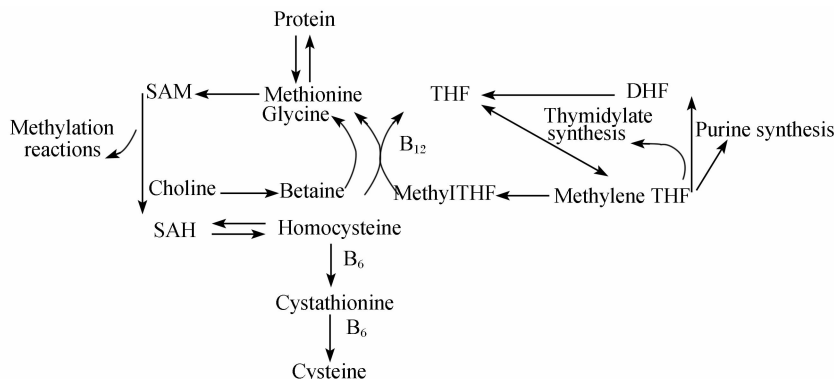 Protein
SAM
Methionine
Glycine
THF
DHF
Methylation
reactions
Thymidylate
synthesis
Purine synthesis
B12
Choline
Betaine
MethylTHF
Methylene THF
SAH
Homocysteine
B6
Cystathionine
B6
Cysteine